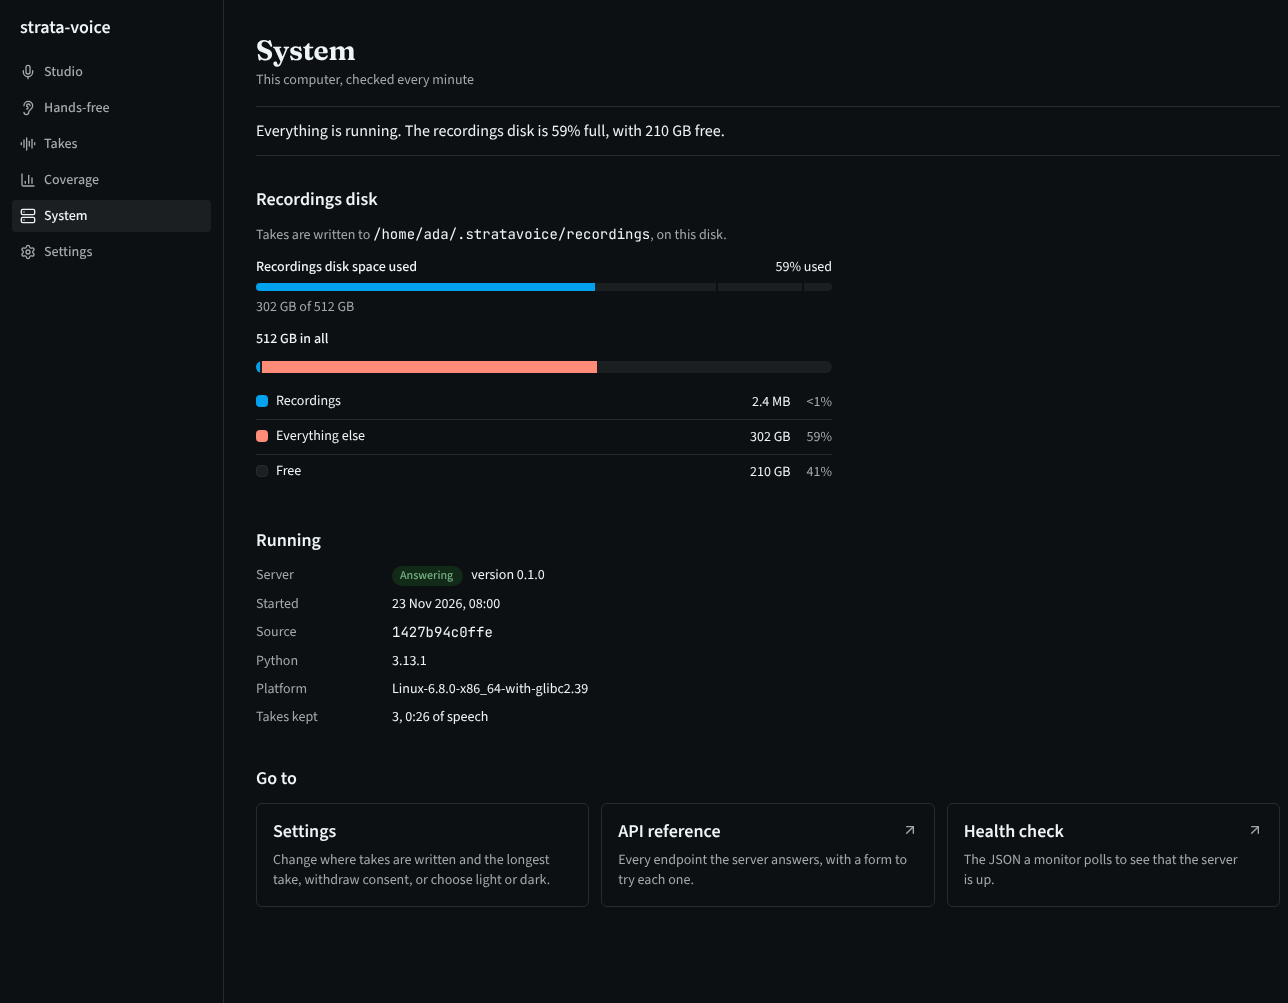 strata-voice
Studio
Hands-free
Takes
Coverage
System
Settings
System
This computer, checked every minute
Everything is running. The recordings disk is 59% full, with 210 GB free.
Recordings disk
Takes are written to /home/ada/.stratavoice/recordings, on this disk.
Recordings disk space used 59% used
302 GB of 512 GB
512 GB in all
Recordings 2.4 MB <1%
Everything else 302 GB 59%
Free 210 GB 41%
Running
Server Answering version 0.1.0
Started 23 Nov 2026, 08:00
Source 1427b94c0ffe
Python 3.13.1
Platform Linux-6.8.0-x86_64-with-glibc2.39
Takes kept 3, 0:26 of speech
Go to
Settings
Change where takes are written and the longest
take, withdraw consent, or choose light or dark.
API reference
Every endpoint the server answers, with a form to
try each one.
Health check
The JSON a monitor polls to see that the server
is up.